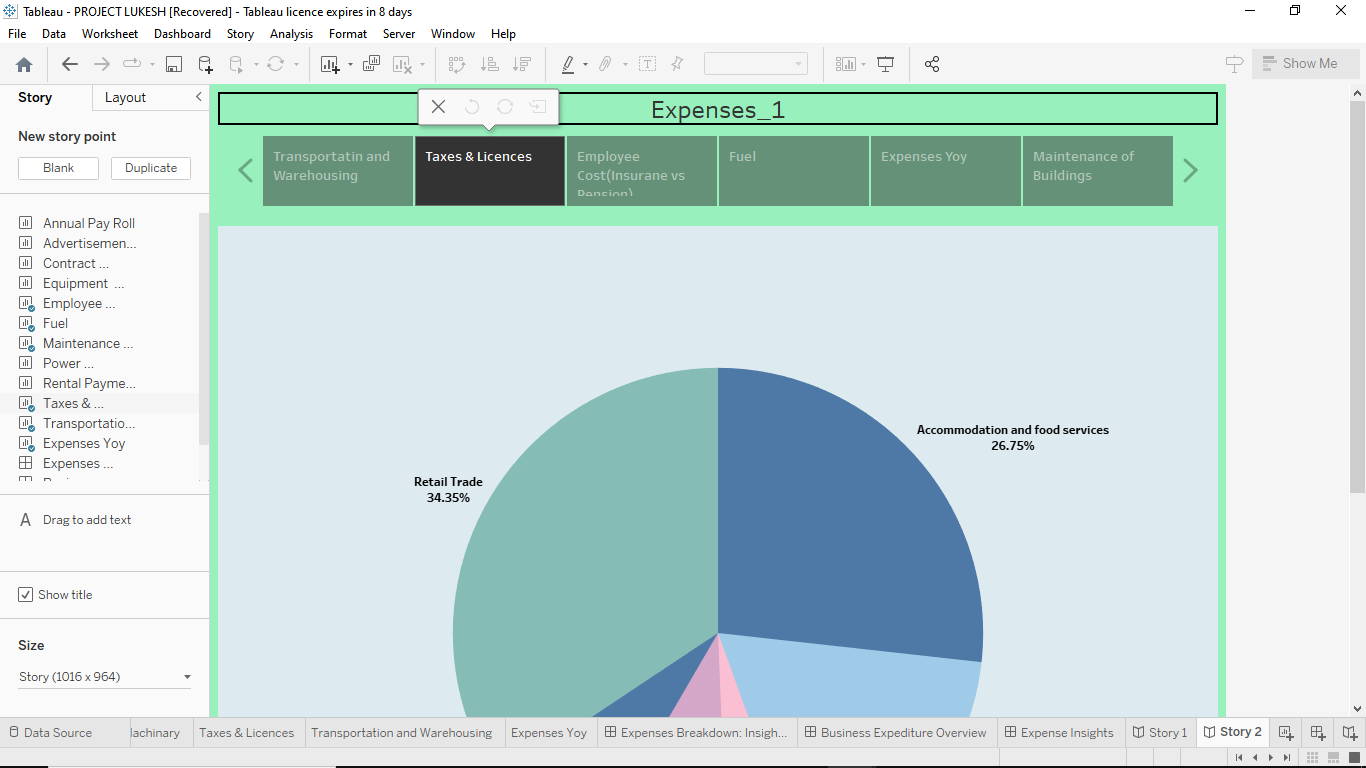 Tableau - PROJECT LUKESH [Recovered] - Tableau licence expires in 8 days
File Data Worksheet Dashboard Story Analysis Format Server Window Help
Show Me
Story Layout
New story point
Blank Duplicate
Annual Pay Roll
Advertisemen...
Contract ...
Equipment ...
Employee ...
Fuel
Maintenance ...
Power ...
Rental Payme...
Taxes & ...
Transportatio...
Expenses Yoy
Expenses ...
A Drag to add text
Show title
Size
Story (1016 x 964)
Expenses_1
Transportatin and
Warehousing
Taxes & Licences
Employee
Cost(Insurane vs
Pension)
Fuel
Expenses Yoy
Maintenance of
Buildings
Accommodation and food services
26.75%
Retail Trade
34.35%
Data Source lachinary Taxes & Licences Transportation and Warehousing Expenses Yoy Expenses Breakdown: Insigh... Business Expediture Overview Expense Insights Story 1 Story 2